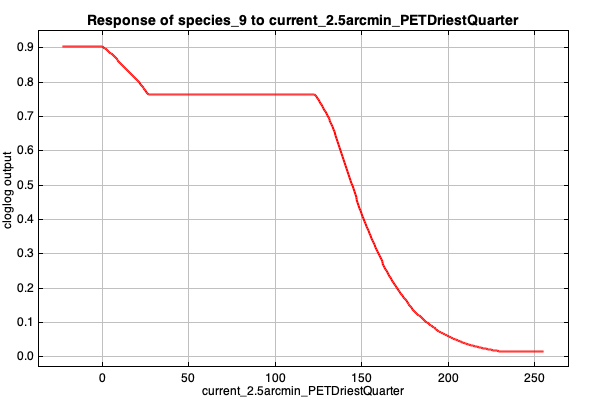 Response of species_9 to current_2.5arcmin_PETDriestQuarter
cloglog output
0.9
0.8
0.7
0.6
0.5
0.4
0.3
0.2
0.1
0.0
0 50 100 150 200 250
current_2.5arcmin_PETDriestQuarter